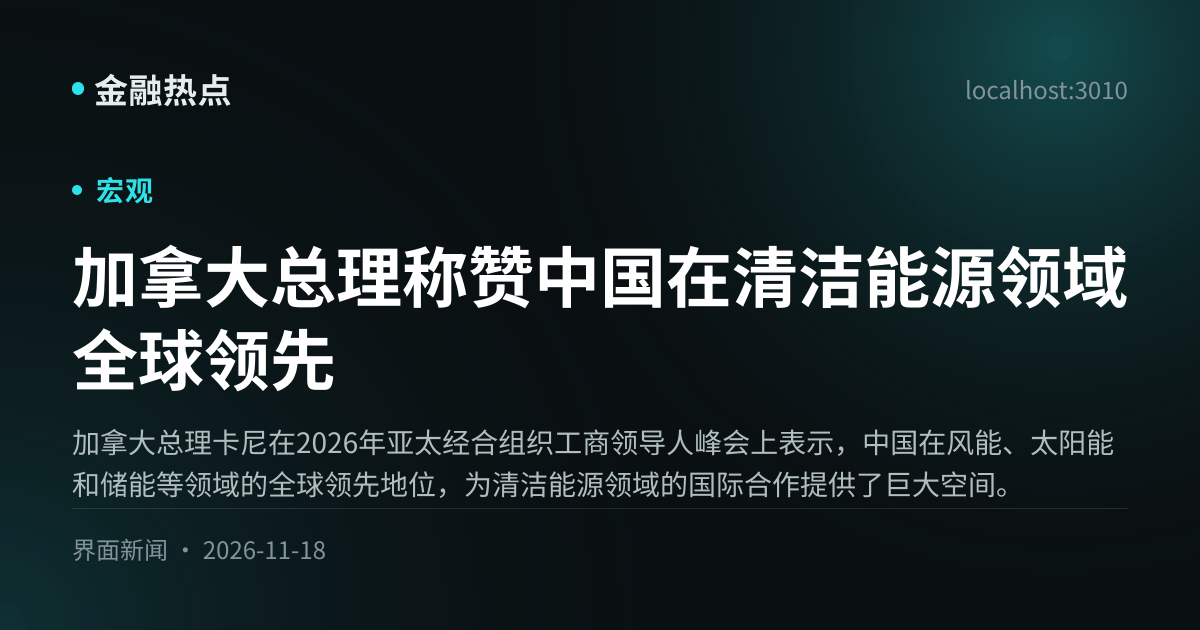 金融热点
localhost:3010
宏观
加拿大总理称赞中国在清洁能源领域
全球领先
加拿大总理卡尼在2026年亚太经合组织工商领导人峰会上表示，中国在风能、太阳能
和储能等领域的全球领先地位，为清洁能源领域的国际合作提供了巨大空间。
界面新闻 · 2026-11-18